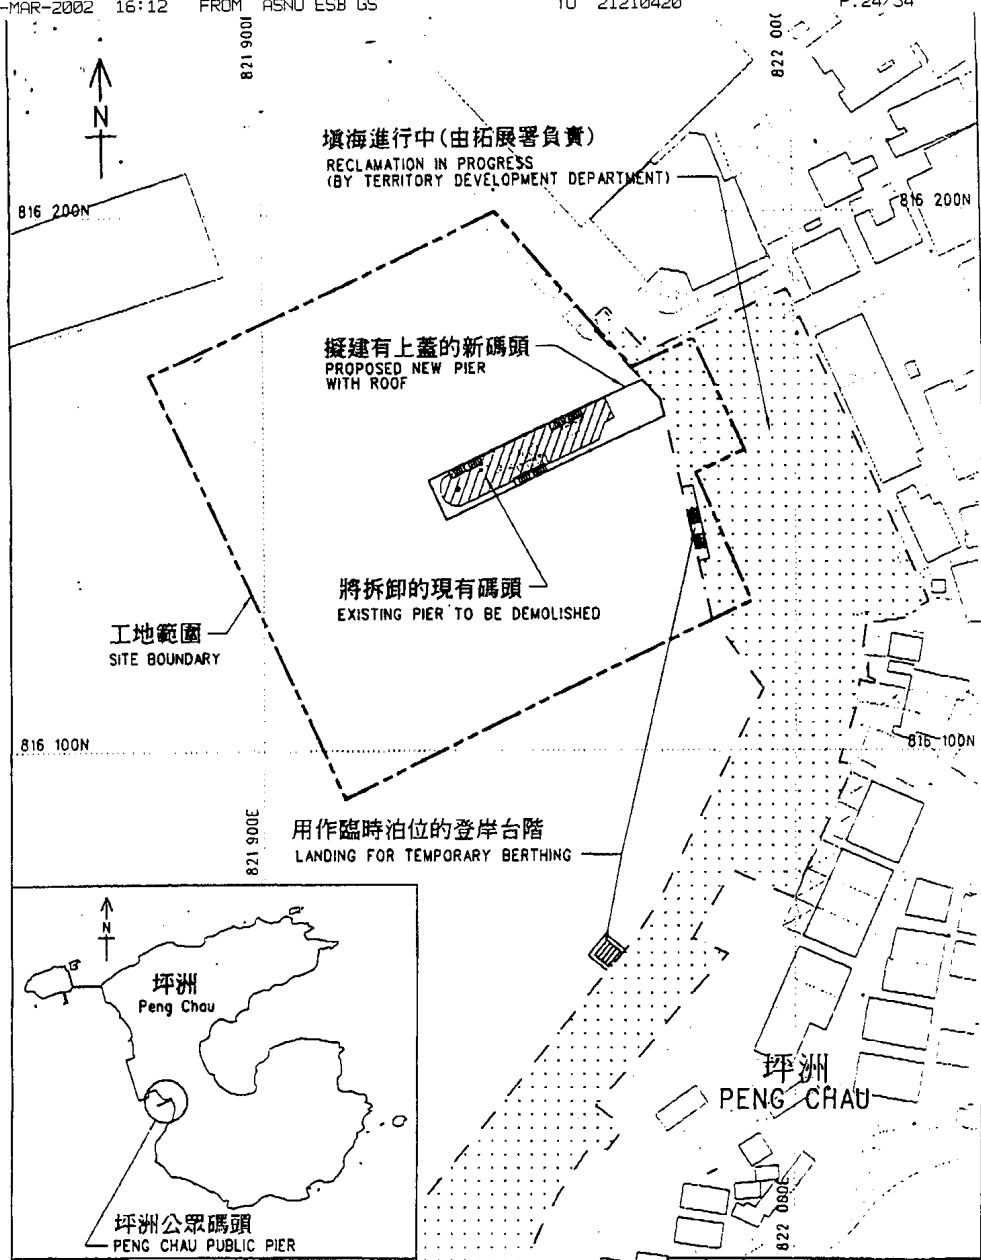 -MAR-2002 16:12 FROM ASNU ESB GS TO 21210420 P.24/34
821 900E
822 000
N
填海進行中(由拓展署負責)
RECLAMATION IN PROGRESS
(BY TERRITORY DEVELOPMENT DEPARTMENT)
816 200N
816 200N
擬建有上蓋的新碼頭
PROPOSED NEW PIER
WITH ROOF
將拆卸的現有碼頭
EXISTING PIER TO BE DEMOLISHED
工地範圍
SITE BOUNDARY
816 100N
816 100N
821 900E
用作臨時泊位的登岸台階
LANDING FOR TEMPORARY BERTHING
N
坪洲
Peng Chau
坪洲公眾碼頭
PENG CHAU PUBLIC PIER
坪洲
PENG CHAU
822 000E